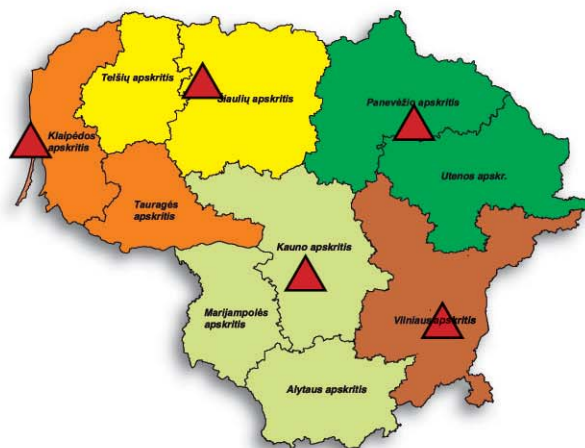 Telšių apskritis
Šiaulių apskritis
Panevėžio apskritis
Klaipėdos
apskritis
Utenos apskr.
Tauragės
apskritis
Kauno apskritis
Marijampolės
apskritis
Vilniaus apskritis
Alytaus apskritis